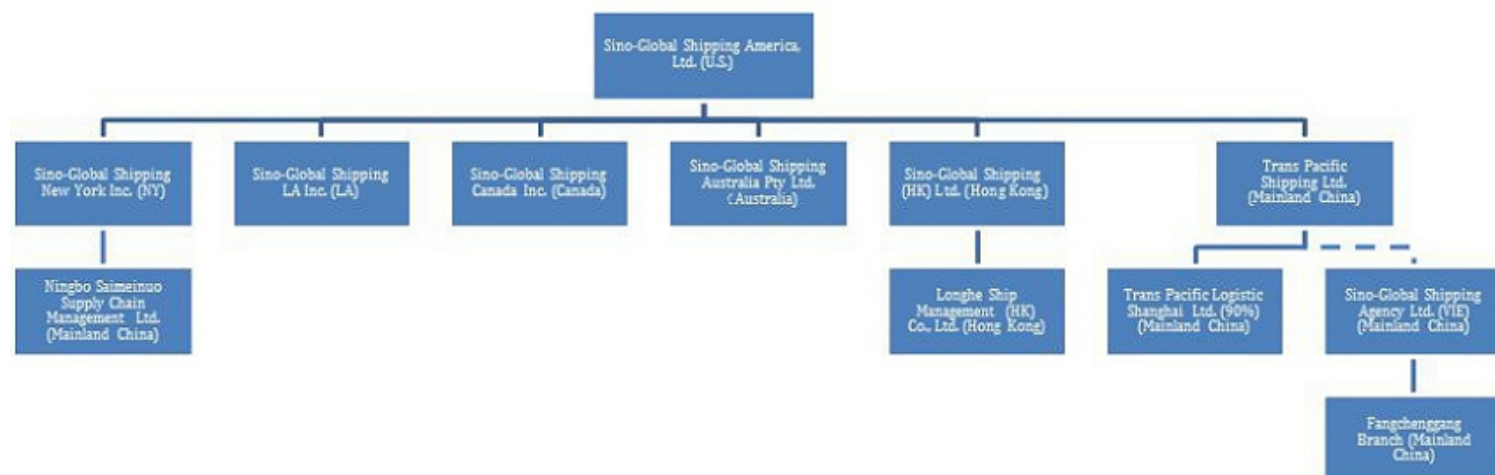 Sino-Global Shipping America,
Ltd. (U.S.)
Sino-Global Shipping
New York Inc. (NY)
Sino-Global Shipping
LA Inc. (LA)
Sino-Global Shipping
Canada Inc. (Canada)
Sino-Global Shipping
Australia Pty Ltd.
(Australia)
Sino-Global Shipping
(HK) Ltd. (Hong Kong)
Trans Pacific
Shipping Ltd.
(Mainland China)
Ningbo Saimeinuo
Supply Chain
Management Ltd.
(Mainland China)
Longhe Ship
Management (HK)
Co., Ltd. (Hong Kong)
Trans Pacific Logistic
Shanghai Ltd. (90%)
(Mainland China)
Sino-Global Shipping
Agency Ltd. (VIE)
(Mainland China)
Fangchenggang
Branch (Mainland
China)